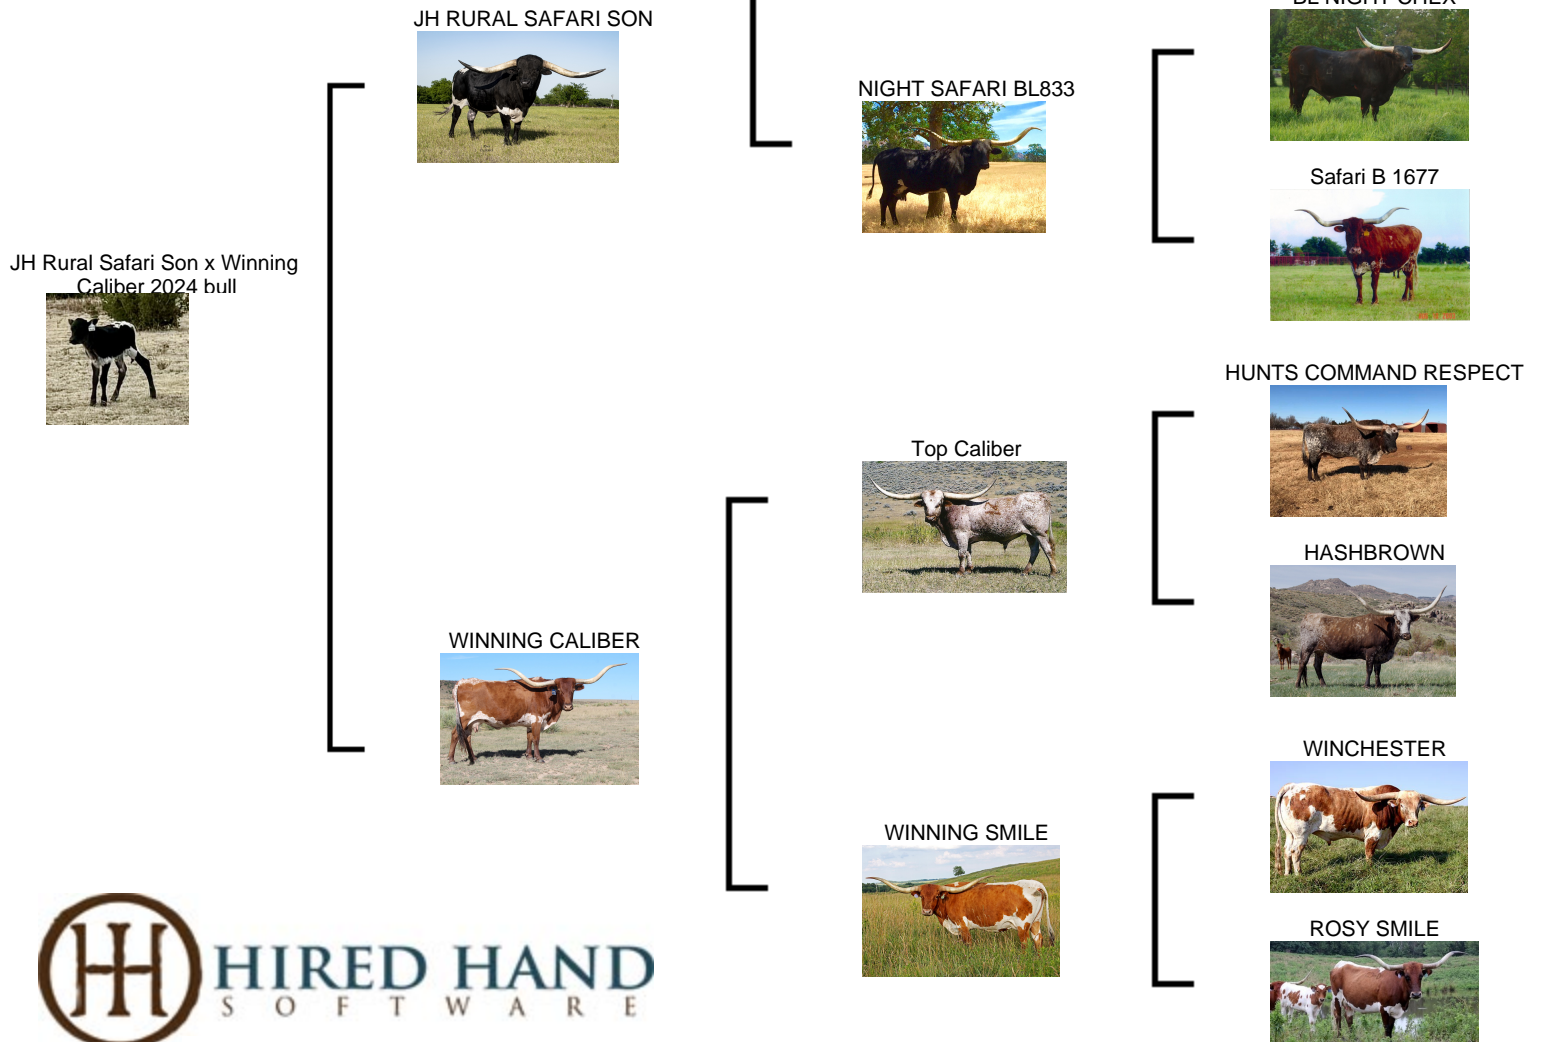 JH RURAL SAFARI SON
NIGHT SAFARI BL833
Safari B 1677
JH Rural Safari Son x Winning
Caliber 2024 bull
HUNTS COMMAND RESPECT
Top Caliber
HASHBROWN
WINNING CALIBER
WINCHESTER
WINNING SMILE
ROSY SMILE
HH
HIRED HAND
SOFTWARE